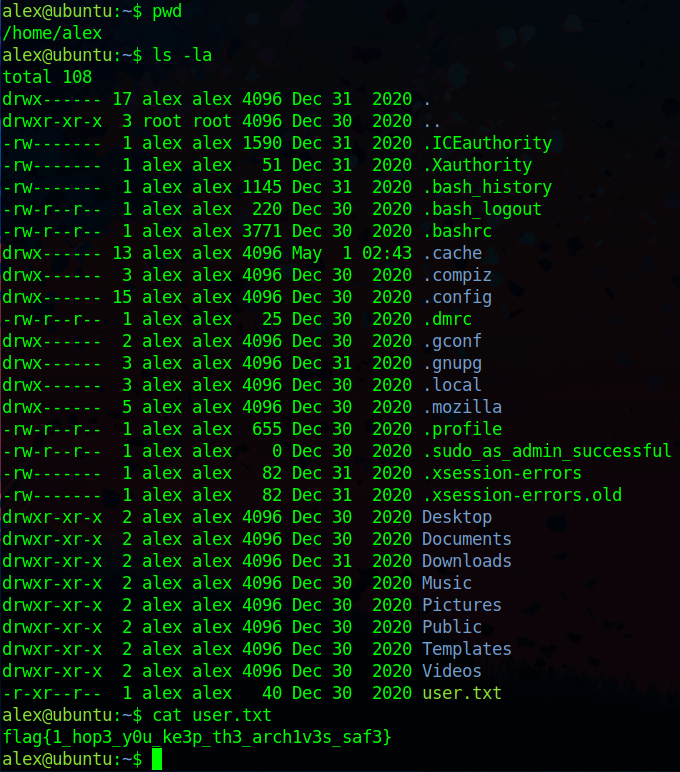 alex@ubuntu:~$ pwd
/home/alex
alex@ubuntu:~$ ls -la
total 108
drwx------ 17 alex alex 4096 Dec 31  2020 .
drwxr-xr-x  3 root root 4096 Dec 30  2020 ..
-rw-------  1 alex alex 1590 Dec 31  2020 .ICEauthority
-rw-------  1 alex alex   51 Dec 31  2020 .Xauthority
-rw-------  1 alex alex 1145 Dec 31  2020 .bash_history
-rw-r--r--  1 alex alex  220 Dec 30  2020 .bash_logout
-rw-r--r--  1 alex alex 3771 Dec 30  2020 .bashrc
drwx------ 13 alex alex 4096 May  1 02:43 .cache
drwx------  3 alex alex 4096 Dec 30  2020 .compiz
drwx------ 15 alex alex 4096 Dec 30  2020 .config
-rw-r--r--  1 alex alex   25 Dec 30  2020 .dmrc
drwx------  2 alex alex 4096 Dec 30  2020 .gconf
drwx------  3 alex alex 4096 Dec 31  2020 .gnupg
drwx------  3 alex alex 4096 Dec 30  2020 .local
drwx------  5 alex alex 4096 Dec 30  2020 .mozilla
-rw-r--r--  1 alex alex  655 Dec 30  2020 .profile
-rw-r--r--  1 alex alex    0 Dec 30  2020 .sudo_as_admin_successful
-rw-------  1 alex alex   82 Dec 31  2020 .xsession-errors
-rw-------  1 alex alex   82 Dec 31  2020 .xsession-errors.old
drwxr-xr-x  2 alex alex 4096 Dec 30  2020 Desktop
drwxr-xr-x  2 alex alex 4096 Dec 30  2020 Documents
drwxr-xr-x  2 alex alex 4096 Dec 31  2020 Downloads
drwxr-xr-x  2 alex alex 4096 Dec 30  2020 Music
drwxr-xr-x  2 alex alex 4096 Dec 30  2020 Pictures
drwxr-xr-x  2 alex alex 4096 Dec 30  2020 Public
drwxr-xr-x  2 alex alex 4096 Dec 30  2020 Templates
drwxr-xr-x  2 alex alex 4096 Dec 30  2020 Videos
-r-xr--r--  1 alex alex   40 Dec 30  2020 user.txt
alex@ubuntu:~$ cat user.txt
flag{1_hop3_y0u_ke3p_th3_arch1v3s_saf3}
alex@ubuntu:~$